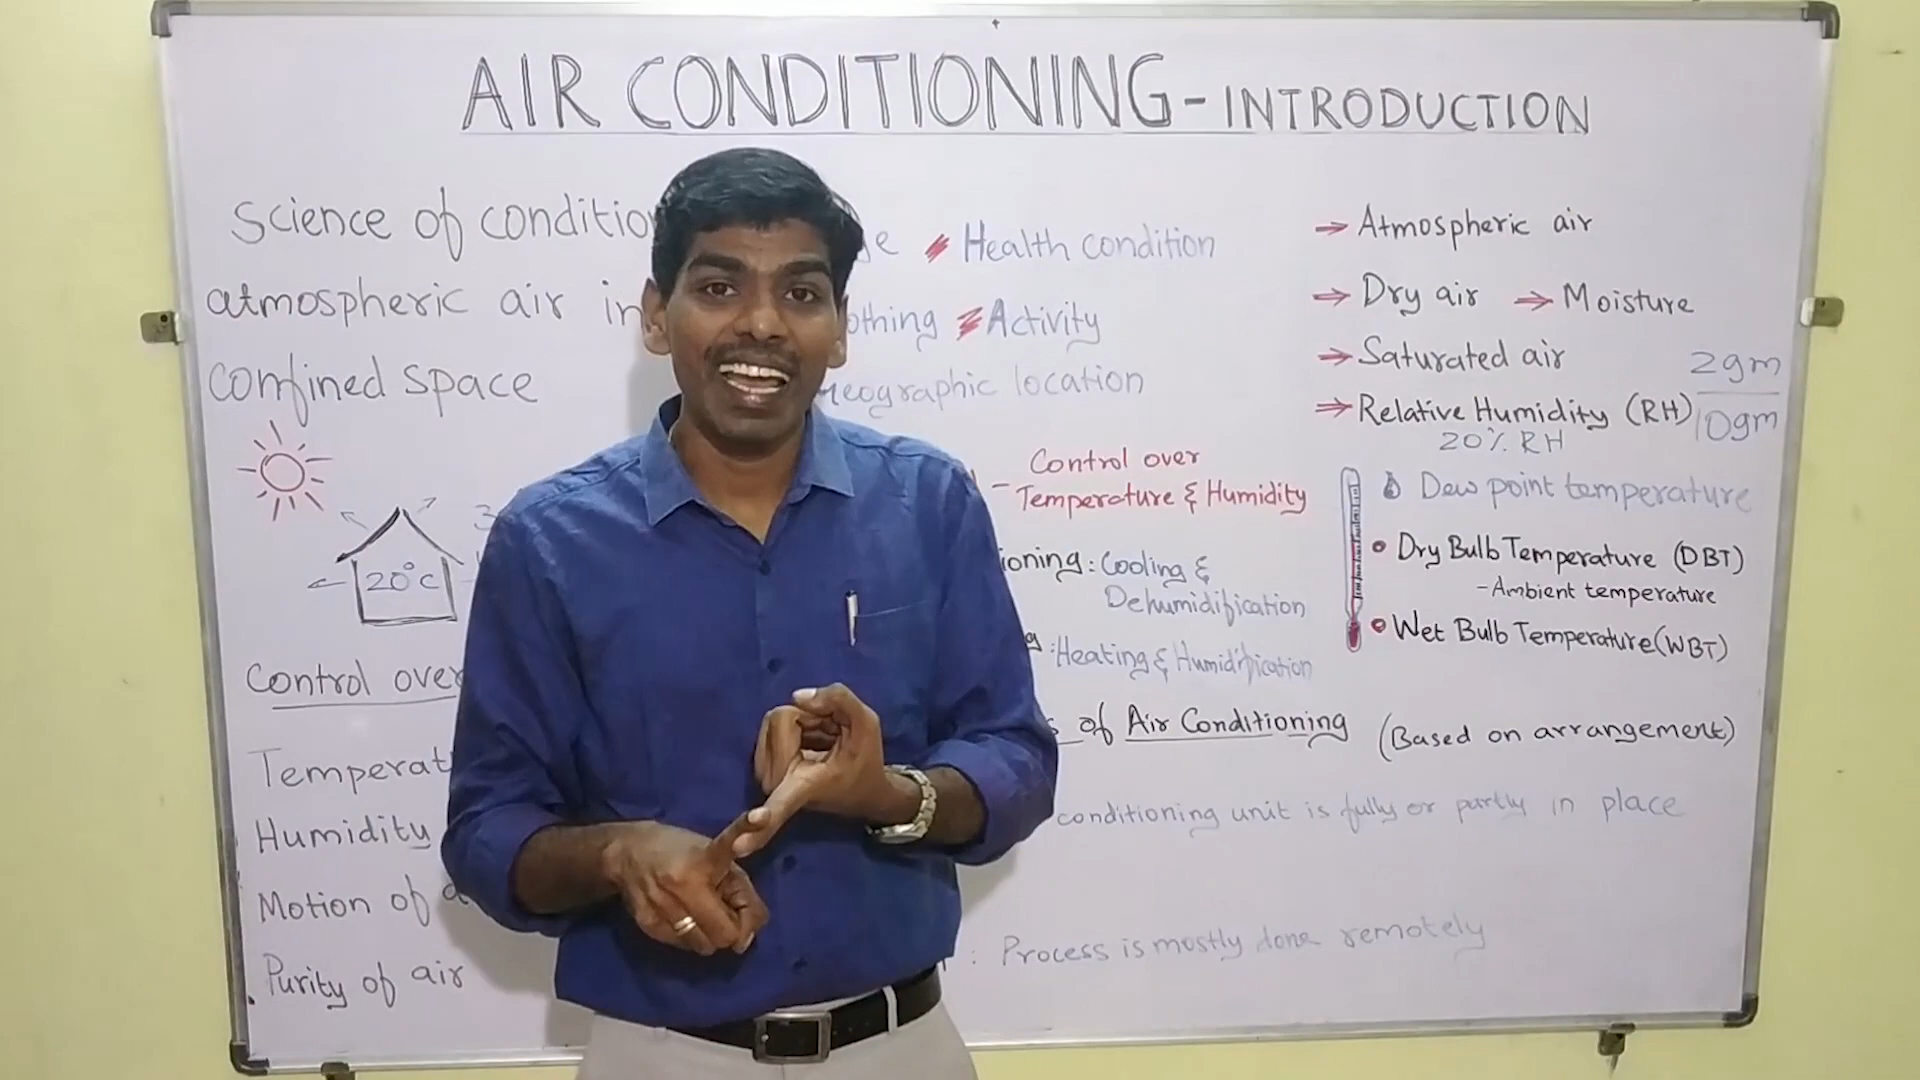 AIR CONDITIONING - INTRODUCTION
Science of conditio
atmospheric air in
confined space
20°C
Control over
Temperat
Humidity
Motion of a
Purity of air
Health condition
othing Activity
eographic location
- Control over
Temperature & Humidity
ioning: Cooling &
Dehumidification
g: Heating & Humidification
s of Air Conditioning (Based on arrangement)
conditioning unit is fully or partly in place
: Process is mostly done remotely
→ Atmospheric air
→ Dry air → Moisture
→ Saturated air
→ Relative Humidity (RH)
20% RH
2gm
10gm
Dew point temperature
• Dry Bulb Temperature (DBT)
- Ambient temperature
• Wet Bulb Temperature (WBT)